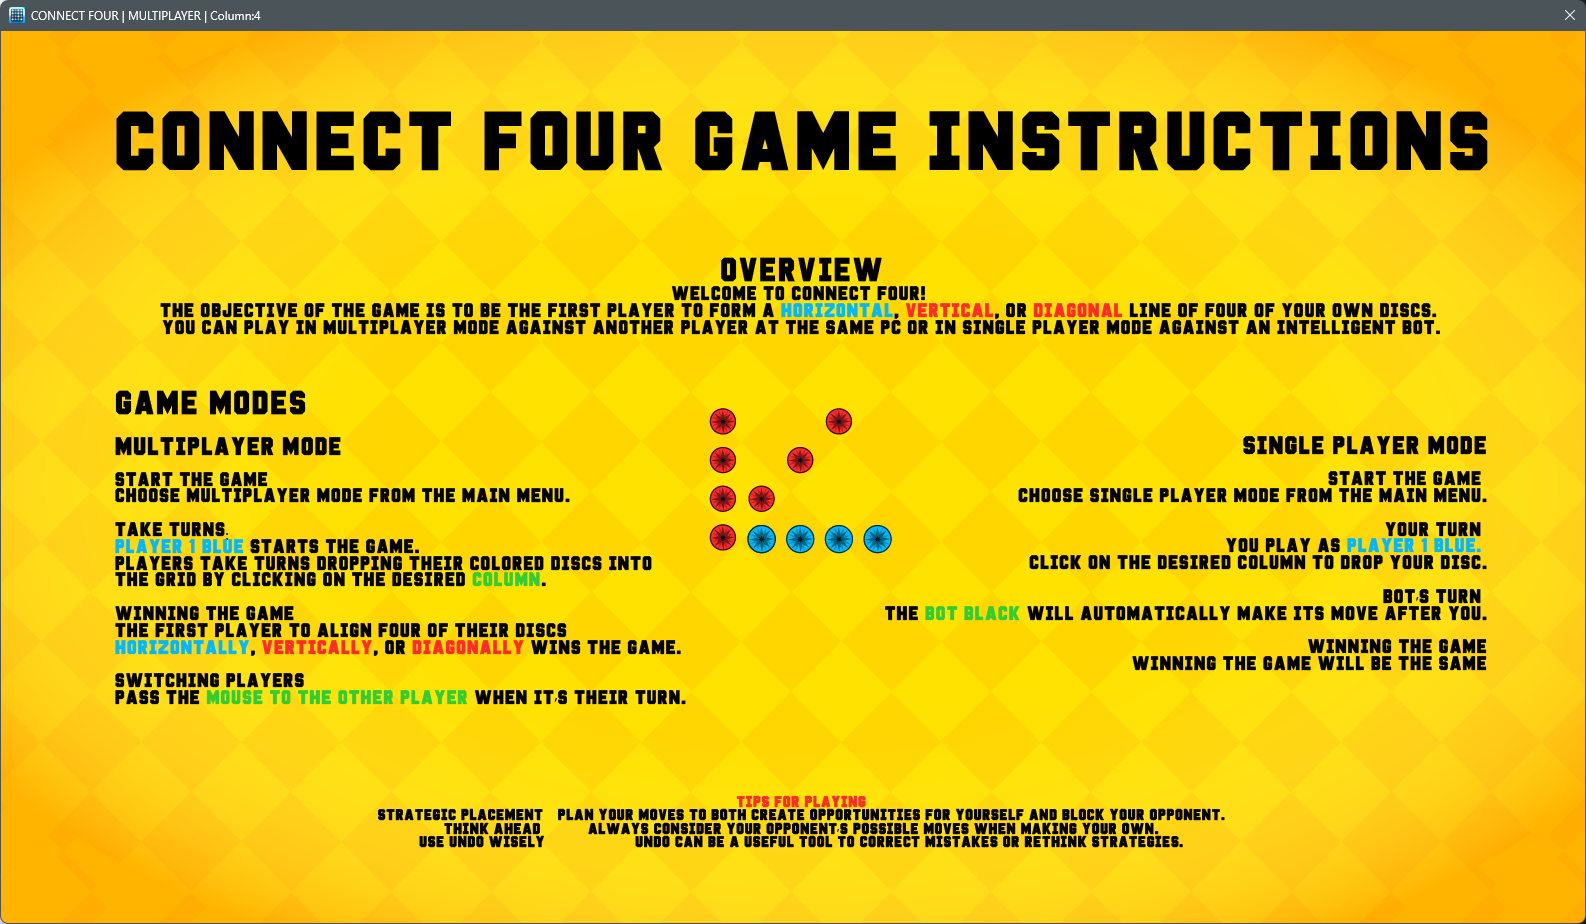 CONNECT FOUR | MULTIPLAYER | Column:4
CONNECT FOUR GAME INSTRUCTIONS
OVERVIEW
WELCOME TO CONNECT FOUR!
THE OBJECTIVE OF THE GAME IS TO BE THE FIRST PLAYER TO FORM A HORIZONTAL, VERTICAL, OR DIAGONAL LINE OF FOUR OF YOUR OWN DISCS.
YOU CAN PLAY IN MULTIPLAYER MODE AGAINST ANOTHER PLAYER AT THE SAME PC OR IN SINGLE PLAYER MODE AGAINST AN INTELLIGENT BOT.
GAME MODES
MULTIPLAYER MODE
START THE GAME
CHOOSE MULTIPLAYER MODE FROM THE MAIN MENU.
TAKE TURNS:
PLAYER 1 BLUE STARTS THE GAME.
PLAYERS TAKE TURNS DROPPING THEIR COLORED DISCS INTO
THE GRID BY CLICKING ON THE DESIRED COLUMN.
WINNING THE GAME
THE FIRST PLAYER TO ALIGN FOUR OF THEIR DISCS
HORIZONTALLY, VERTICALLY, OR DIAGONALLY WINS THE GAME.
SWITCHING PLAYERS
PASS THE MOUSE TO THE OTHER PLAYER WHEN IT'S THEIR TURN.
SINGLE PLAYER MODE
START THE GAME
CHOOSE SINGLE PLAYER MODE FROM THE MAIN MENU.
YOUR TURN
YOU PLAY AS PLAYER 1 BLUE.
CLICK ON THE DESIRED COLUMN TO DROP YOUR DISC.
BOT'S TURN
THE BOT BLACK WILL AUTOMATICALLY MAKE ITS MOVE AFTER YOU.
WINNING THE GAME
WINNING THE GAME WILL BE THE SAME
TIPS FOR PLAYING
STRATEGIC PLACEMENT PLAN YOUR MOVES TO BOTH CREATE OPPORTUNITIES FOR YOURSELF AND BLOCK YOUR OPPONENT.
THINK AHEAD ALWAYS CONSIDER YOUR OPPONENT'S POSSIBLE MOVES WHEN MAKING YOUR OWN.
USE UNDO WISELY UNDO CAN BE A USEFUL TOOL TO CORRECT MISTAKES OR RETHINK STRATEGIES.